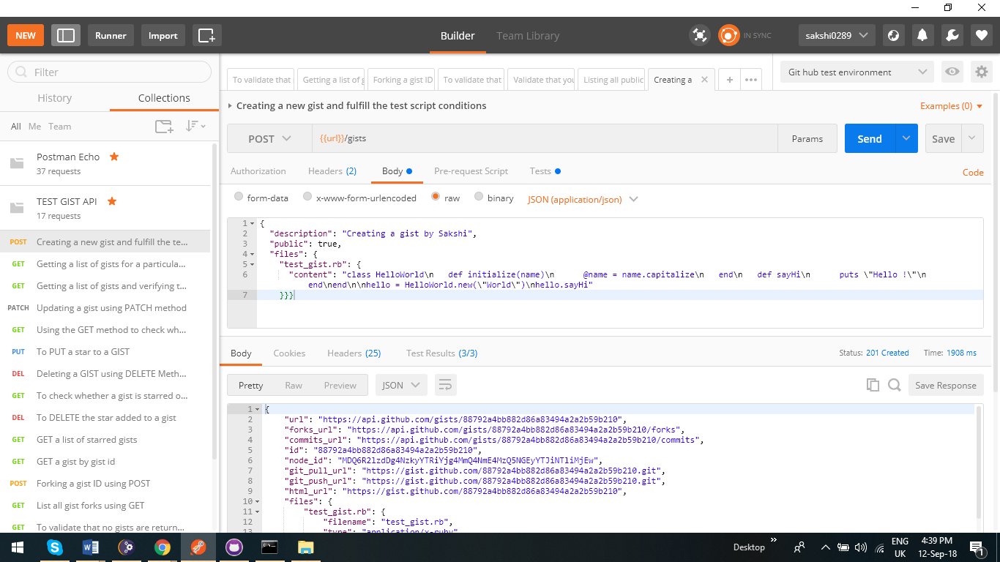 NEW
Runner
Import
Builder
Team Library
IN SYNC
sakshi0289
Filter
History
Collections
All Me Team
Postman Echo
37 requests
TEST GIST API
17 requests
POST Creating a new gist and fulfill the te...
GET Getting a list of gists for a particula...
GET Getting a list of gists and verifying t...
PATCH Updating a gist using PATCH method
GET Using the GET method to check wh...
PUT To PUT a star to a GIST
DEL Deleting a GIST using DELETE Meth...
GET To check whether a gist is starred o...
DEL To DELETE the star added to a gist
GET GET a list of starred gists
GET GET a gist by gist id
POST Forking a gist ID using POST
GET List all gist forks using GET
GET To validate that no gists are return...
To validate that
Getting a list of g
Forking a gist ID
To validate that
Validate that you
Listing all public
Creating a
Git hub test environment
Creating a new gist and fulfill the test script conditions
Examples (0)
POST
{{url}}/gists
Params
Send
Save
Authorization
Headers (2)
Body
Pre-request Script
Tests
Code
form-data
x-www-form-urlencoded
raw
binary
JSON (application/json)
1 {
2 "description": "Creating a gist by Sakshi",
3 "public": true,
4 "files": {
5 "test_gist.rb": {
6 "content": "class HelloWorld\n   def initialize(name)\n      @name = name.capitalize\n   end\n   def sayHi\n      puts \"Hello !\"\n
end\nend\n\nhello = HelloWorld.new(\"World\")\nhello.sayHi"
7 }}}
Body
Cookies
Headers (25)
Test Results (3/3)
Status: 201 Created
Time: 1908 ms
Pretty
Raw
Preview
JSON
Save Response
1 {
2 "url": "https://api.github.com/gists/88792a4bb882d86a83494a2a2b59b210",
3 "forks_url": "https://api.github.com/gists/88792a4bb882d86a83494a2a2b59b210/forks",
4 "commits_url": "https://api.github.com/gists/88792a4bb882d86a83494a2a2b59b210/commits",
5 "id": "88792a4bb882d86a83494a2a2b59b210",
6 "node_id": "MDQ6R2lzdDg4NzkyYTRiYjg4MmQ4NmE4MzQ5NGEyYTJiNTliMjEw",
7 "git_pull_url": "https://gist.github.com/88792a4bb882d86a83494a2a2b59b210.git",
8 "git_push_url": "https://gist.github.com/88792a4bb882d86a83494a2a2b59b210.git",
9 "html_url": "https://gist.github.com/88792a4bb882d86a83494a2a2b59b210",
10 "files": {
11 "test_gist.rb": {
12 "filename": "test_gist.rb",
13 "type": "application/x-ruby"
Desktop
ENG
UK
4:39 PM
12-Sep-18
1